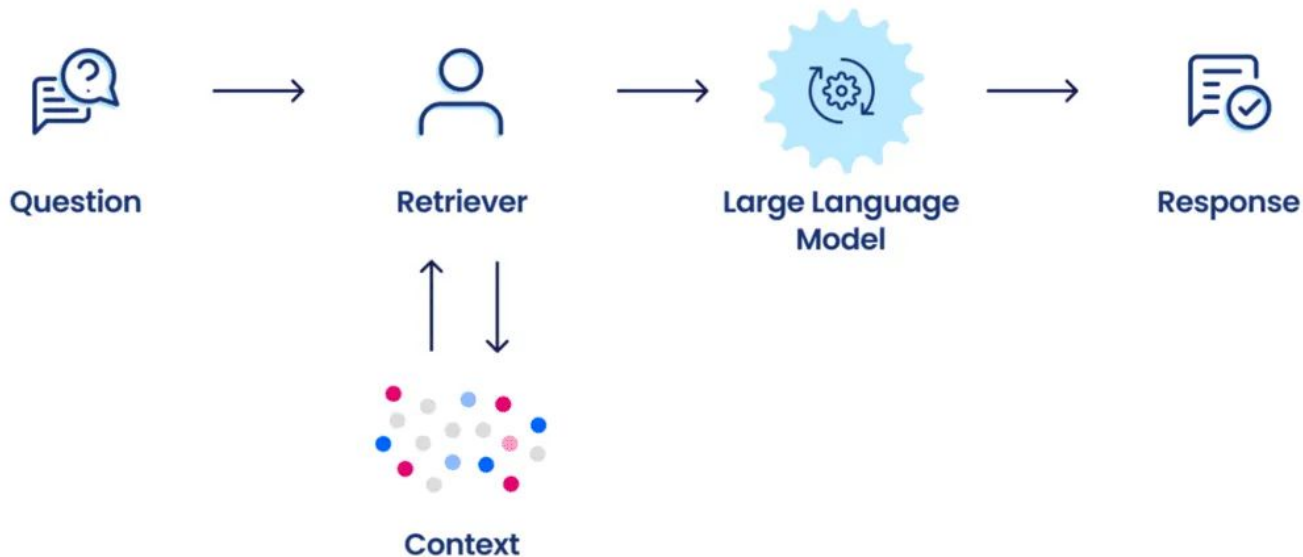 Question
Retriever
Large Language
Model
Response
Context